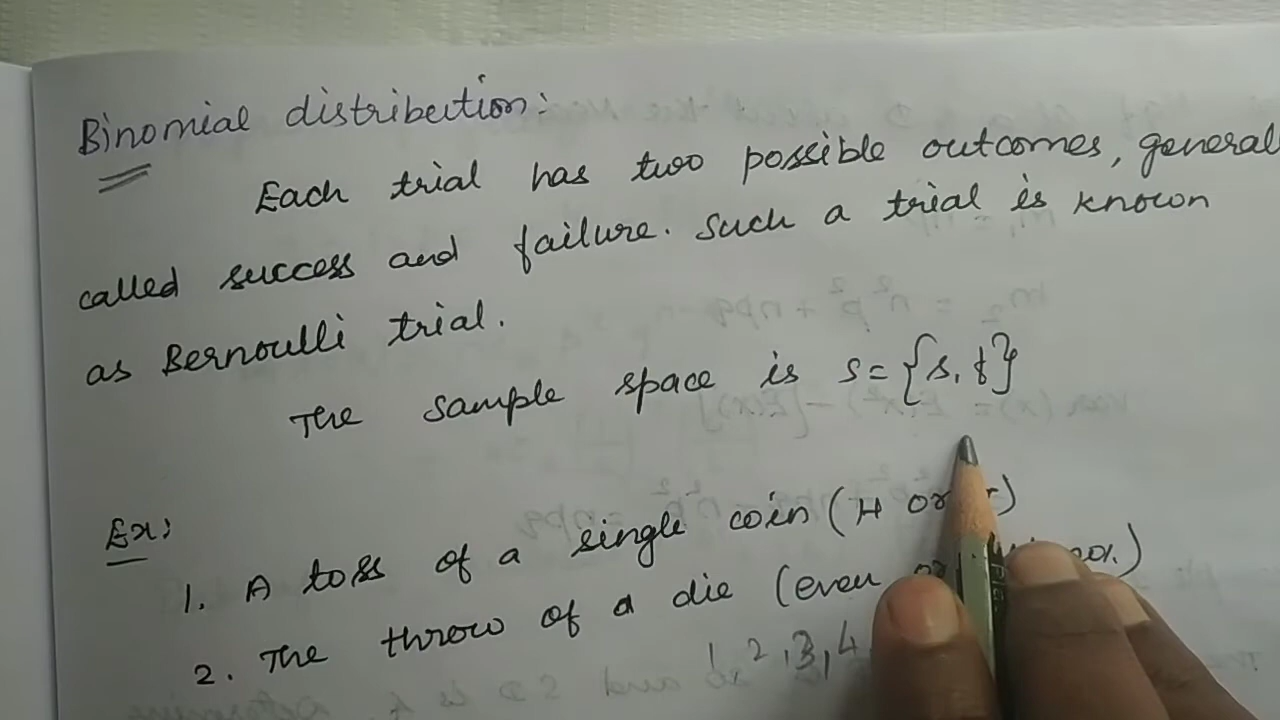 Binomial distribution:
Each trial has two possible outcomes, general
called success and failure. Such a trial is known
as Bernoulli trial.
The sample space is s={s,f}
Ex:
1. A toss of a single coin (H or
2. The throw of a die (even or no.)
1, 2, 3, 4